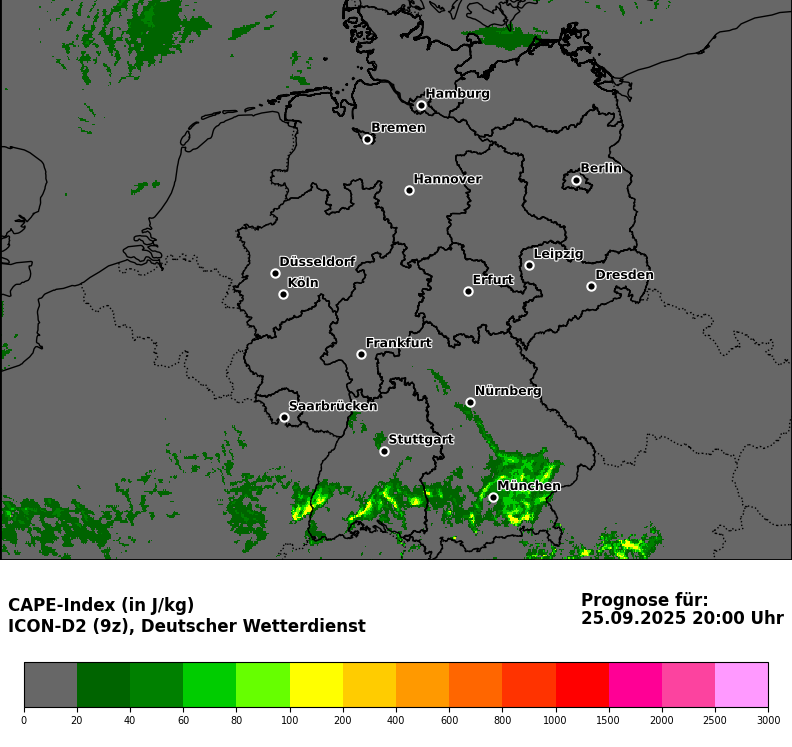 Hamburg
Bremen
Berlin
Hannover
Leipzig
Düsseldorf
Dresden
Erfurt
Köln
Frankfurt
Nürnberg
Saarbrücken
Stuttgart
München
CAPE-Index (in J/kg)
ICON-D2 (9z), Deutscher Wetterdienst
Prognose für:
25.09.2025 20:00 Uhr
0 20 40 60 80 100 200 400 600 800 1000 1500 2000 2500 3000